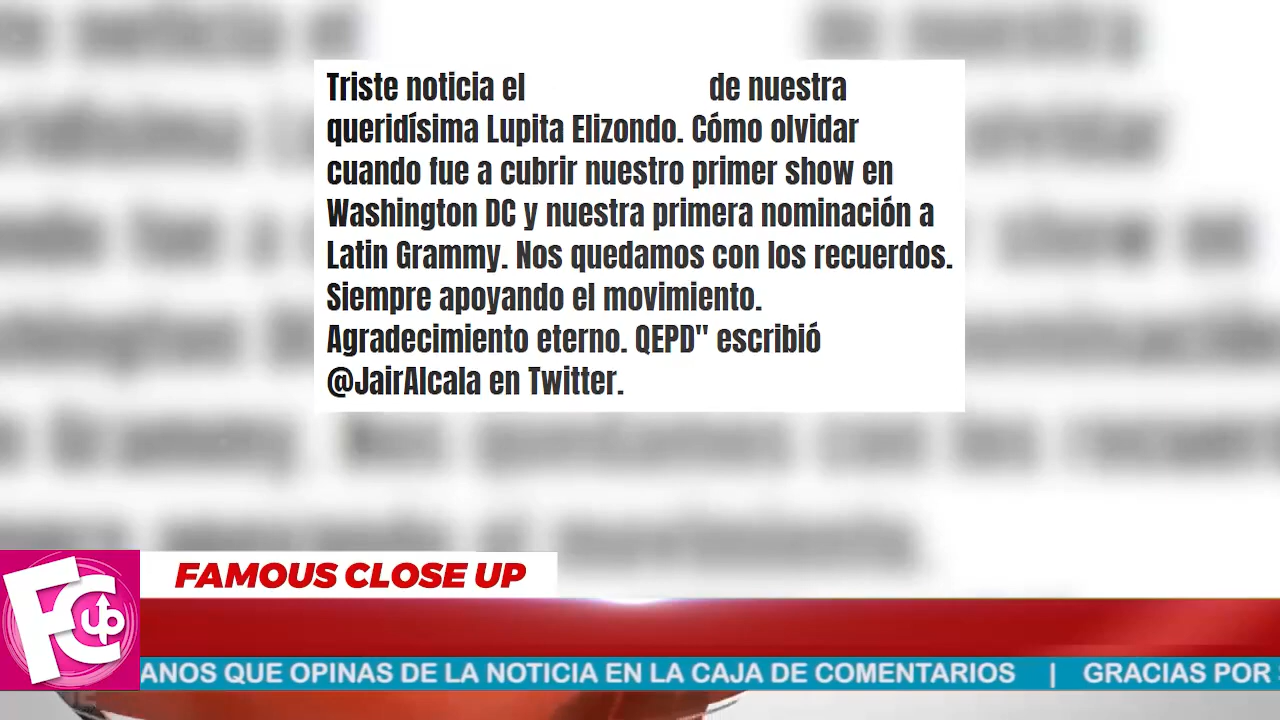 Triste noticia el de nuestra
queridísima Lupita Elizondo. Cómo olvidar
cuando fue a cubrir nuestro primer show en
Washington DC y nuestra primera nominación a
Latin Grammy. Nos quedamos con los recuerdos.
Siempre apoyando el movimiento.
Agradecimiento eterno. QEPD" escribió
@JairAlcala en Twitter.
FC up
FAMOUS CLOSE UP
ANOS QUE OPINAS DE LA NOTICIA EN LA CAJA DE COMENTARIOS | GRACIAS POR